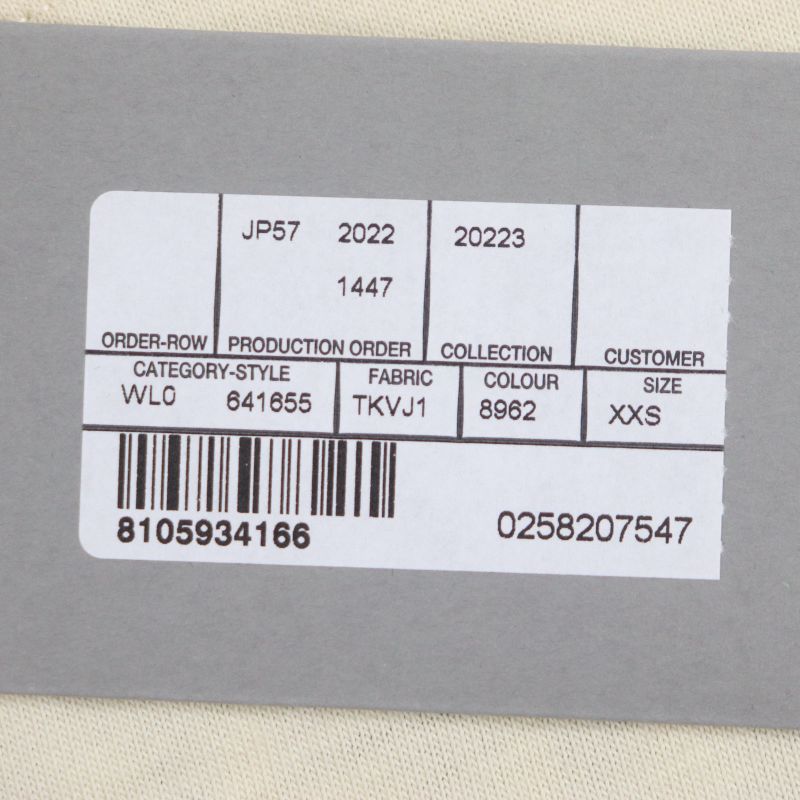 JP57 2022 20223
1447
ORDER-ROW PRODUCTION ORDER COLLECTION CUSTOMER
CATEGORY-STYLE FABRIC COLOUR SIZE
WL0 641655 TKVJ1 8962 XXS
8105934166 0258207547